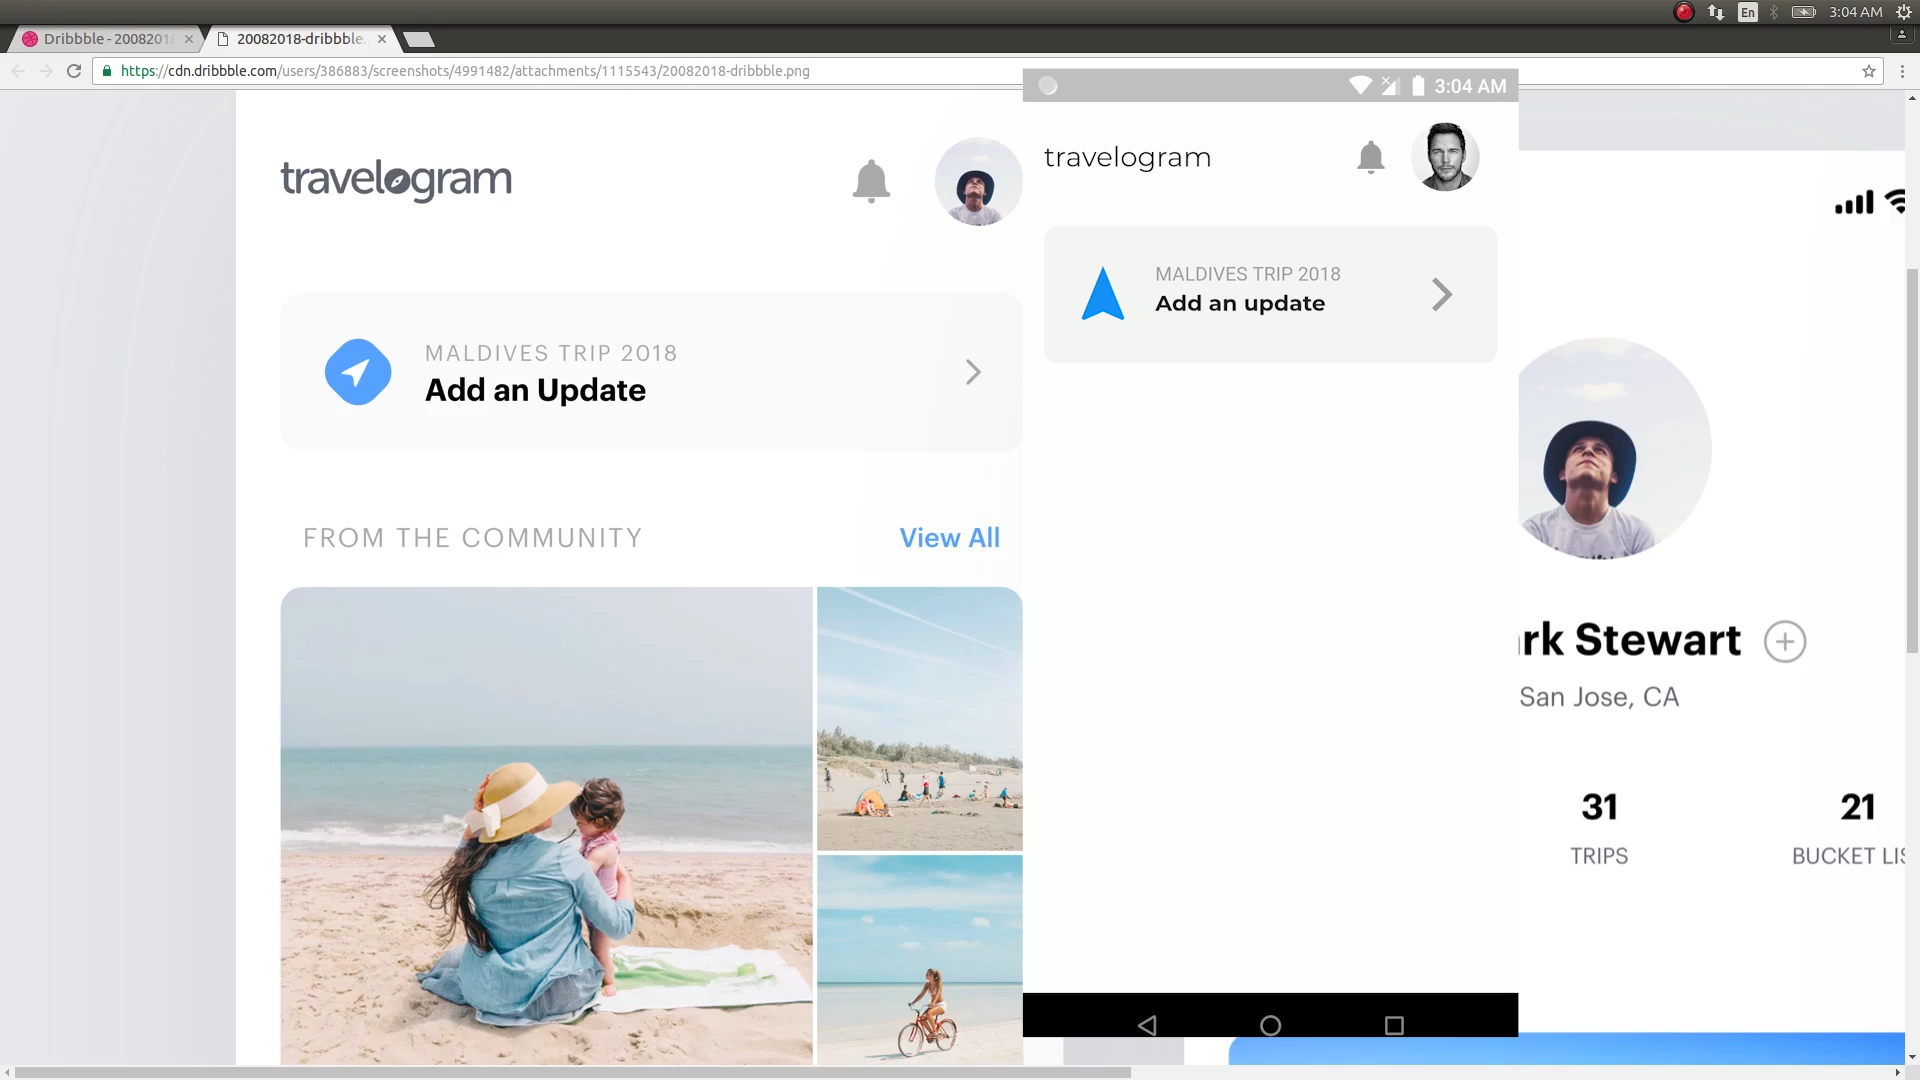 En
3:04 AM
Dribbble - 2008201
20082018-dribbble.
https://cdn.dribbble.com/users/386883/screenshots/4991482/attachments/1115543/20082018-dribbble.png
travelogram
MALDIVES TRIP 2018
Add an Update
FROM THE COMMUNITY
View All
3:04 AM
travelogram
MALDIVES TRIP 2018
Add an update
rk Stewart
San Jose, CA
31
TRIPS
21
BUCKET LIS